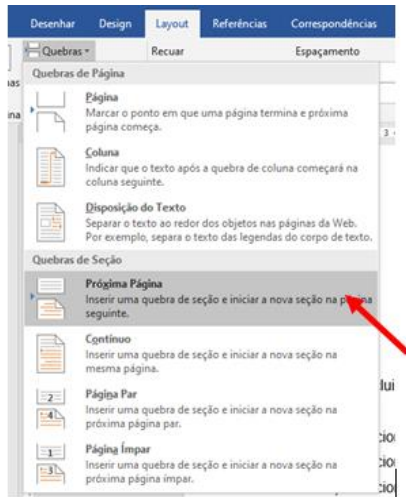 Desenhar Design Layout Referências Correspondências
Quebras Recuar Espaçamento
Quebras de Página
Página
Marcar o ponto em que uma página termina e próxima
página começa.
3
Coluna
Indicar que o texto após a quebra de coluna começará na
coluna seguinte.
Disposição do Texto
Separar o texto ao redor dos objetos nas páginas da Web.
Por exemplo, separa o texto das legendas do corpo de texto.
Quebras de Seção
Próxima Página
Inserir uma quebra de seção e iniciar a nova seção na página
seguinte.
Contínuo
Inserir uma quebra de seção e iniciar a nova seção na
mesma página.
2
4
Página Par
Inserir uma quebra de seção e iniciar a nova seção na
próxima página par.
1
3
Página Ímpar
Inserir uma quebra de seção e iniciar a nova seção na
próxima página ímpar.